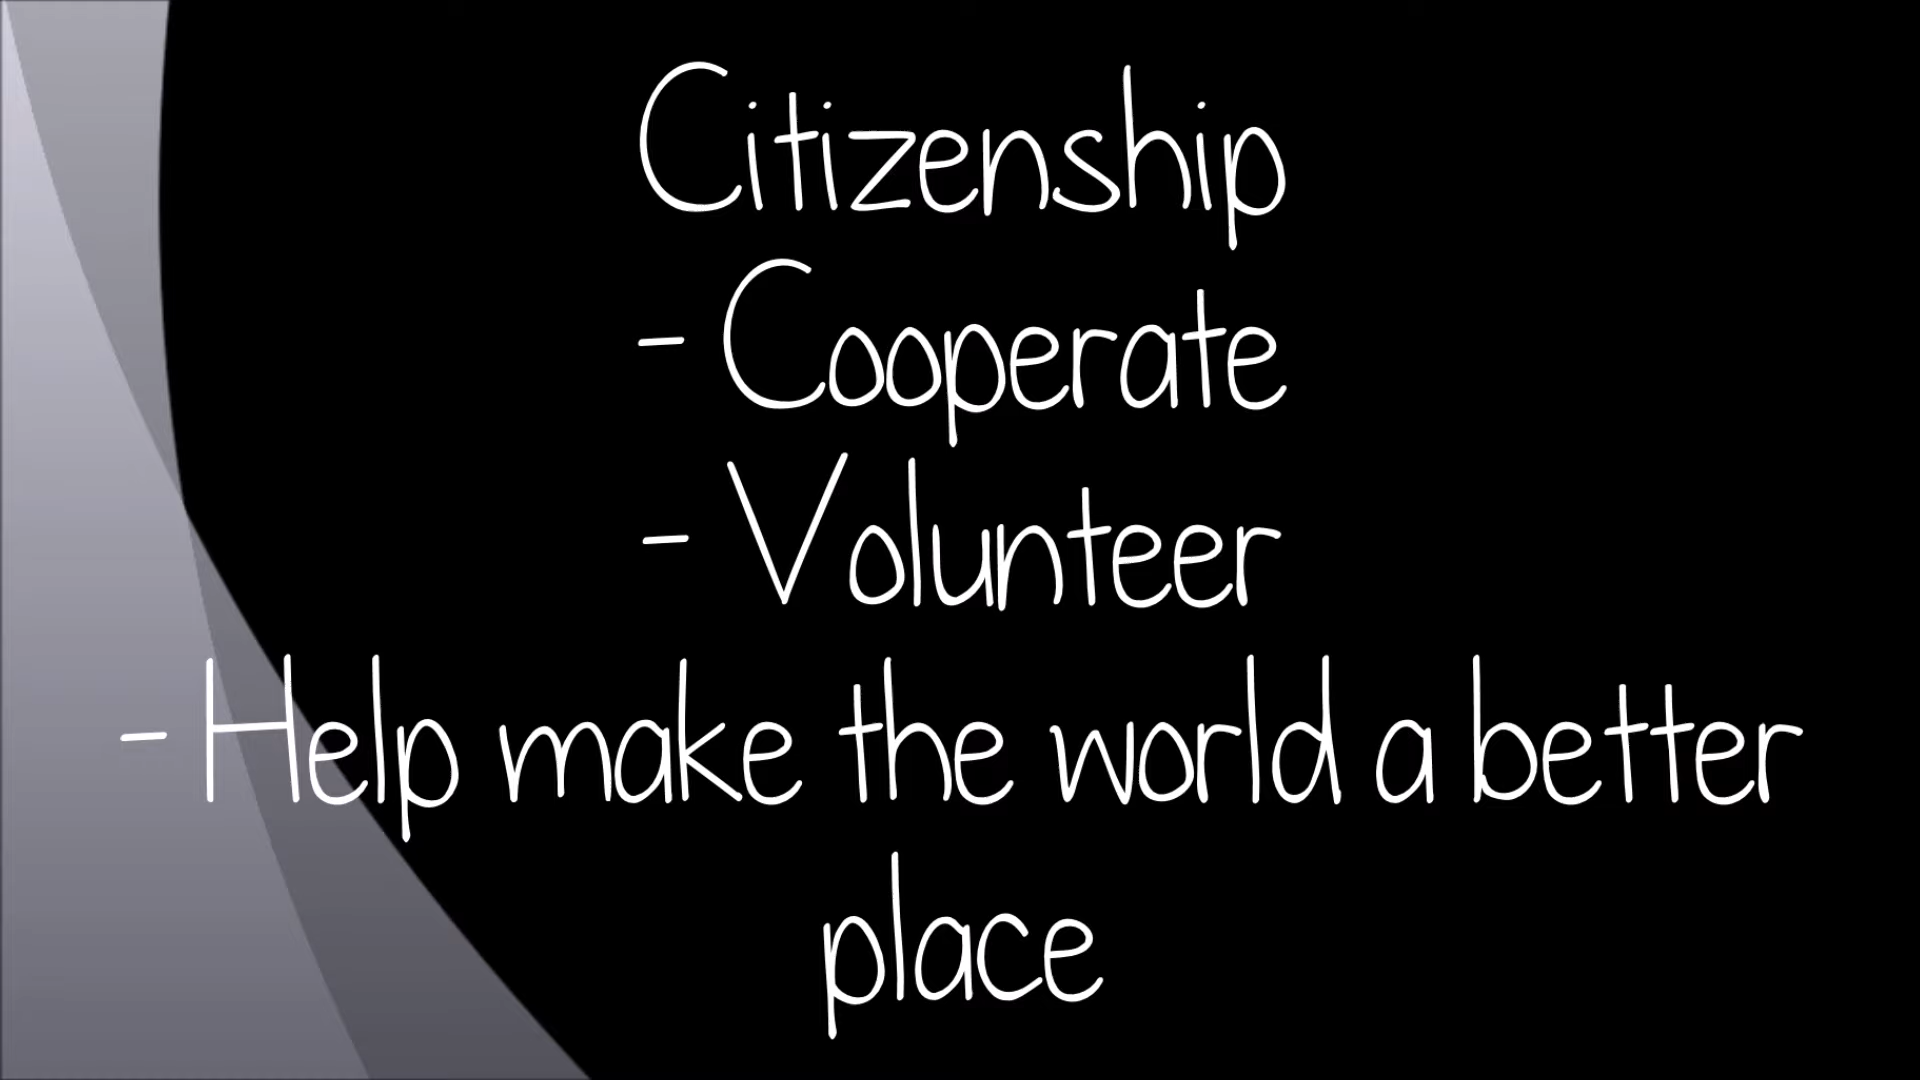 Citizenship
- Cooperate
- Volunteer
- Help make the world a better
place